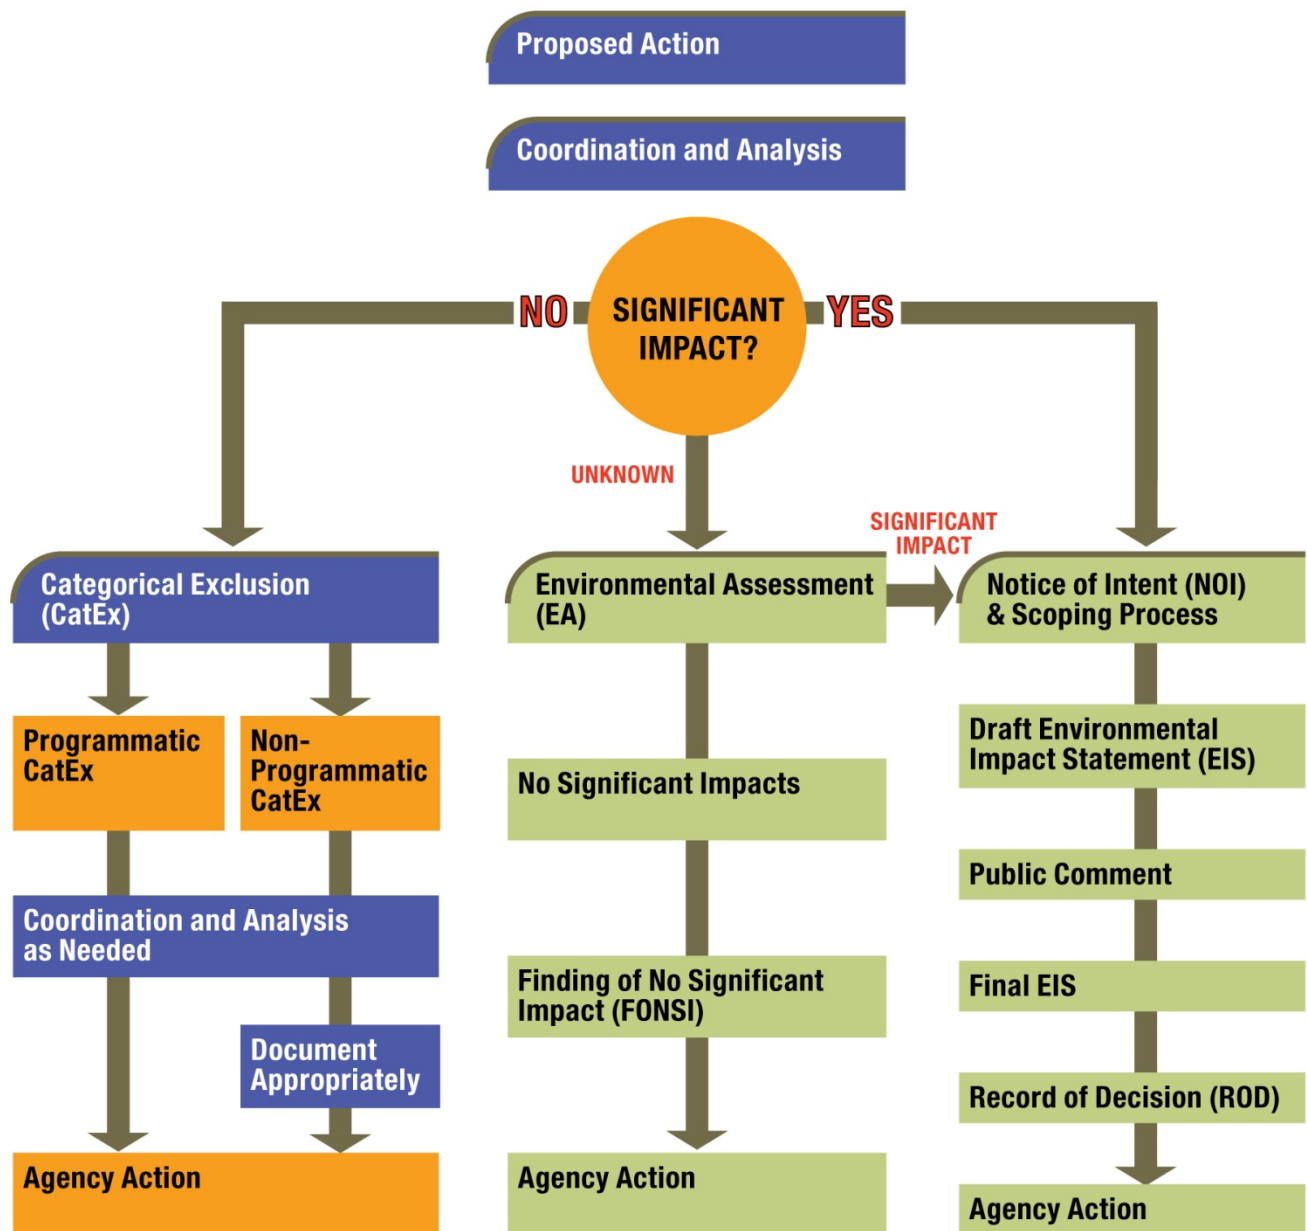 Proposed Action
Coordination and Analysis
SIGNIFICANT
IMPACT?
NO
YES
UNKNOWN
SIGNIFICANT
IMPACT
Categorical Exclusion
(CatEx)
Programmatic
CatEx
Non-
Programmatic
CatEx
Coordination and Analysis
as Needed
Document
Appropriately
Agency Action
Environmental Assessment
(EA)
No Significant Impacts
Finding of No Significant
Impact (FONSI)
Agency Action
Notice of Intent (NOI)
& Scoping Process
Draft Environmental
Impact Statement (EIS)
Public Comment
Final EIS
Record of Decision (ROD)
Agency Action